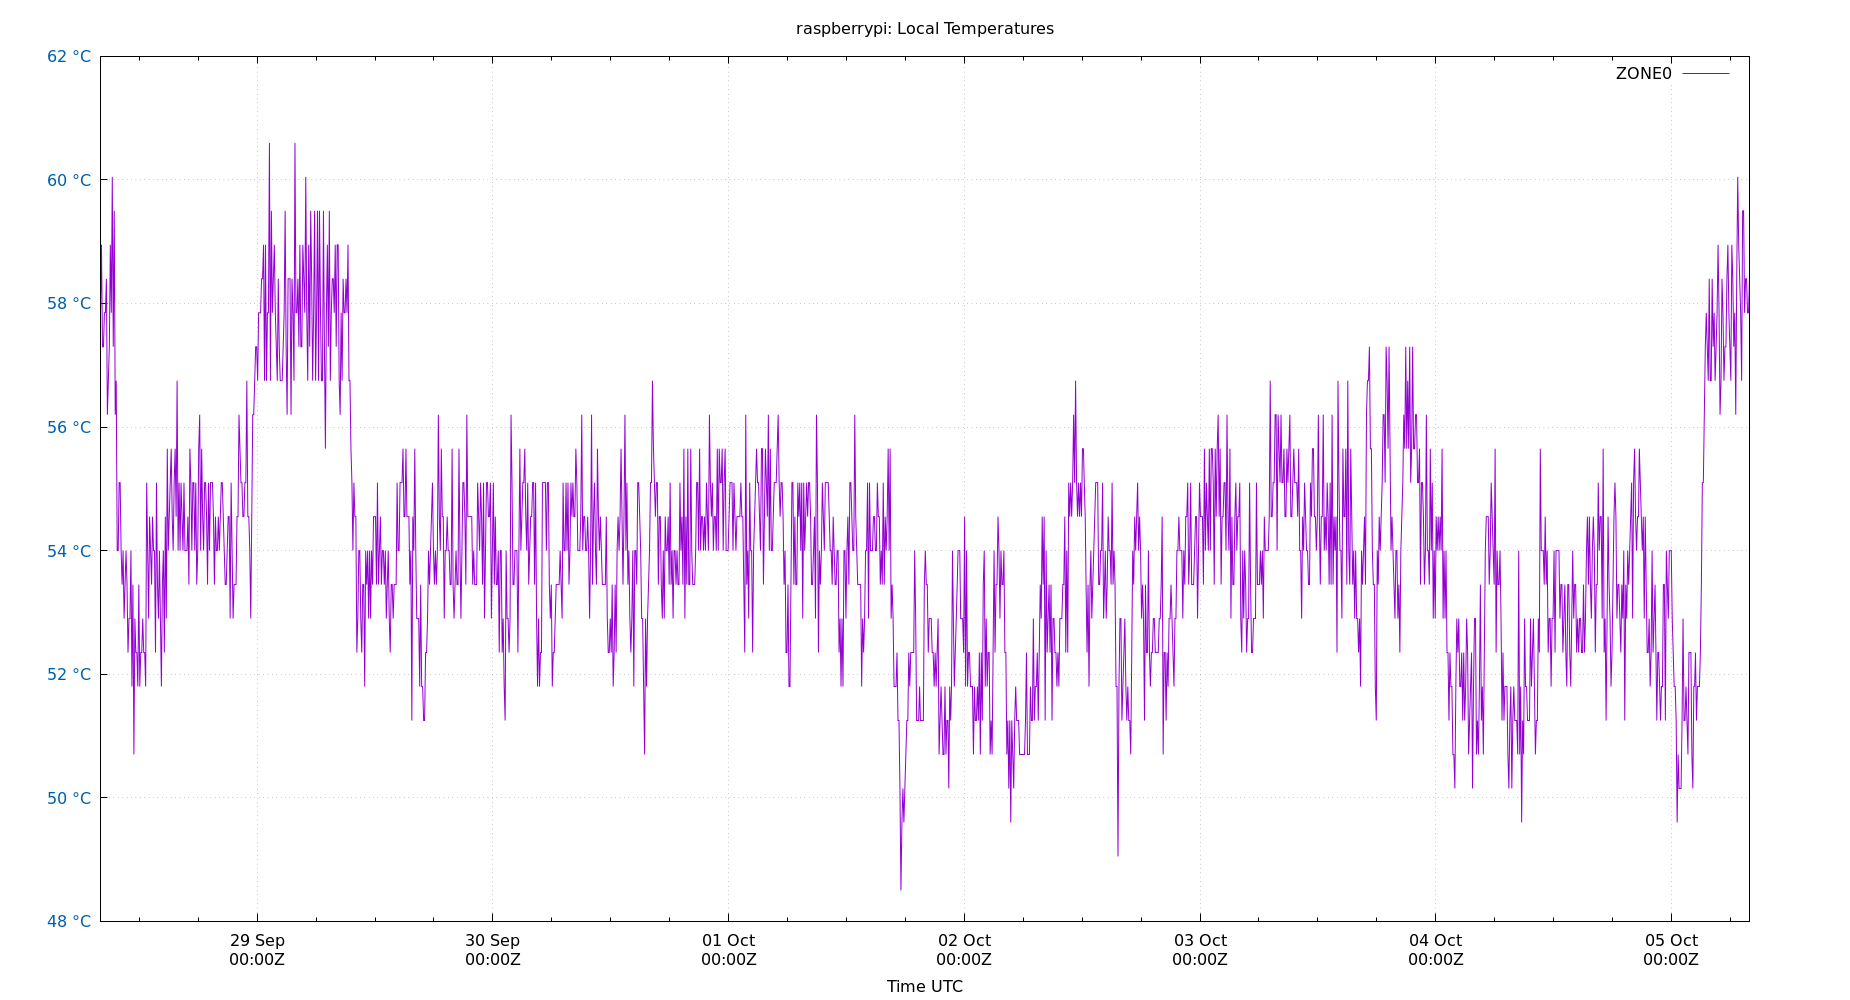 raspberrypi: Local Temperatures
62 °C
ZONE0
60 °C
58 °C
56 °C
54 °C
52 °C
50 °C
48 °C
29 Sep 30 Sep 01 Oct 02 Oct 03 Oct 04 Oct 05 Oct
00:00Z 00:00Z 00:00Z 00:00Z 00:00Z 00:00Z 00:00Z
Time UTC